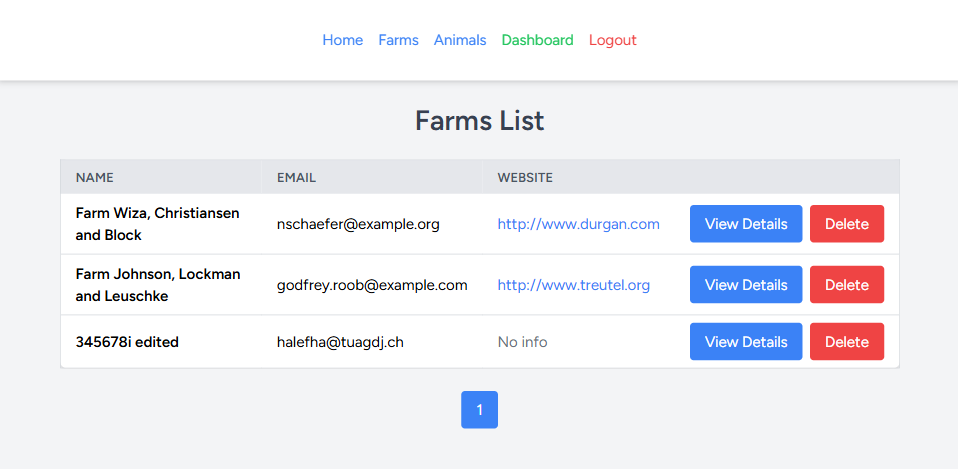 Home Farms Animals Dashboard Logout
Farms List
NAME EMAIL WEBSITE
Farm Wiza, Christiansen
and Block
nschaefer@example.org http://www.durgan.com View Details Delete
Farm Johnson, Lockman
and Leuschke
godfrey.roob@example.com http://www.treutel.org View Details Delete
345678i edited halefha@tuagdj.ch No info View Details Delete
1